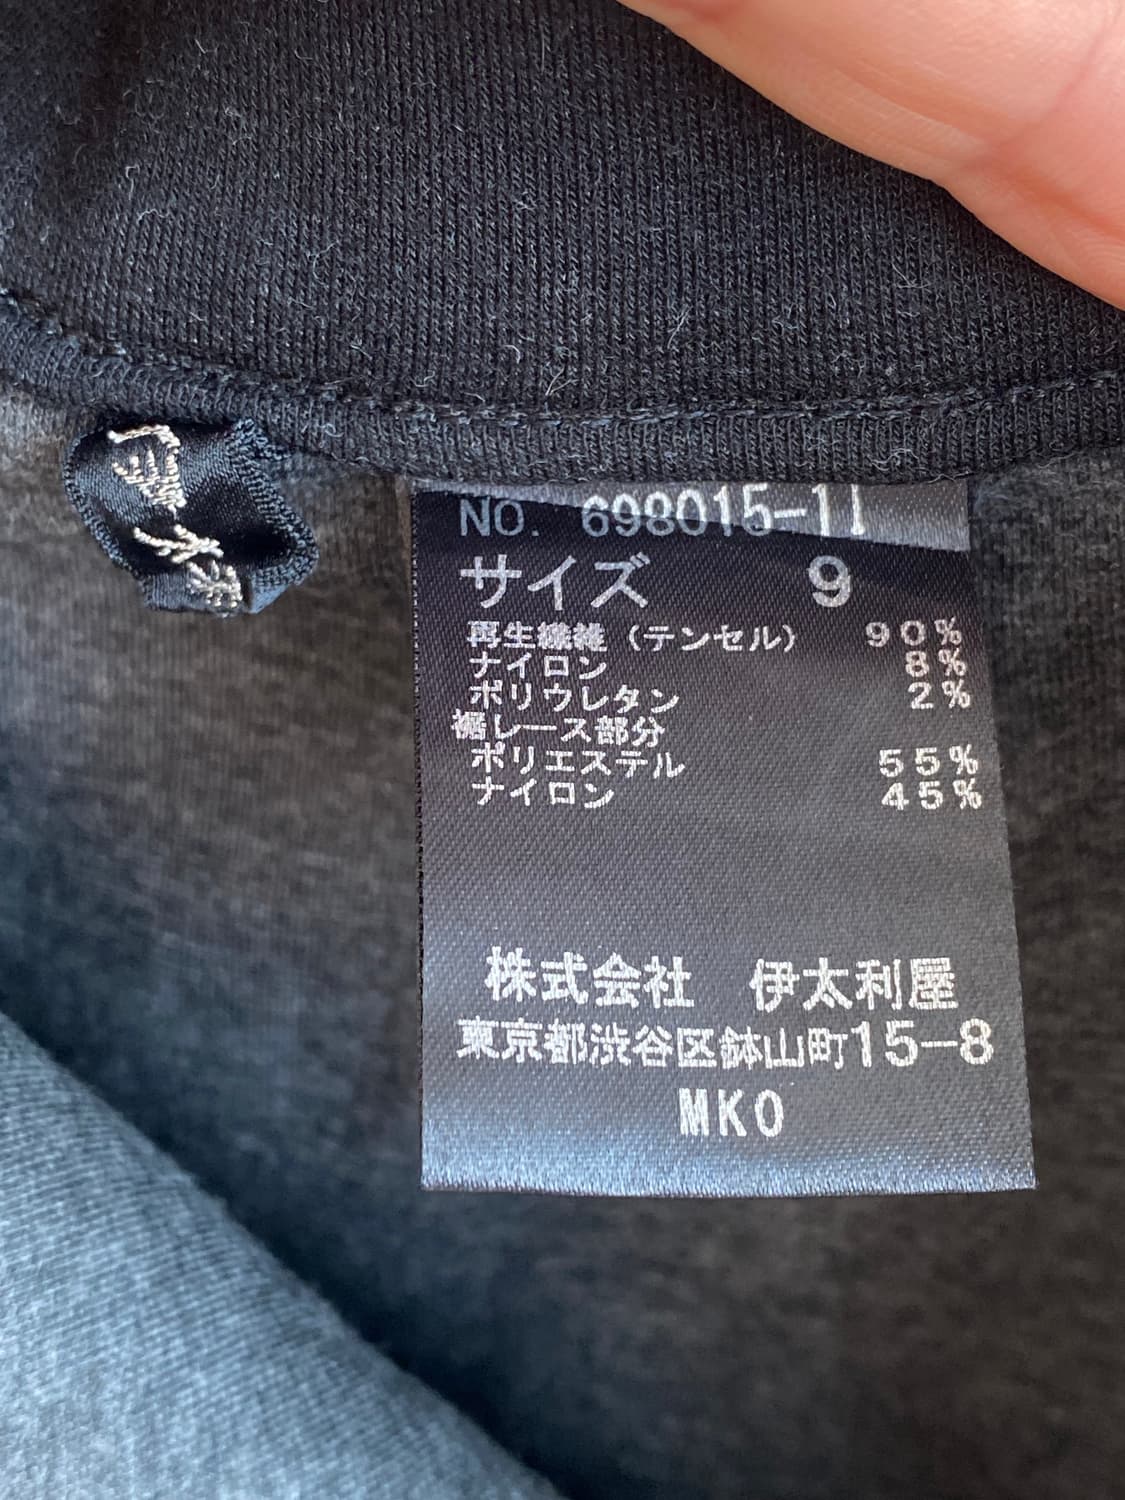 NO. 698015-11
サイズ 9
再生繊維（テンセル） 90%
ナイロン 8%
ポリウレタン 2%
裾レース部分
ポリエステル 55%
ナイロン 45%
株式会社 伊太利屋
東京都渋谷区鉢山町15-8
MKO